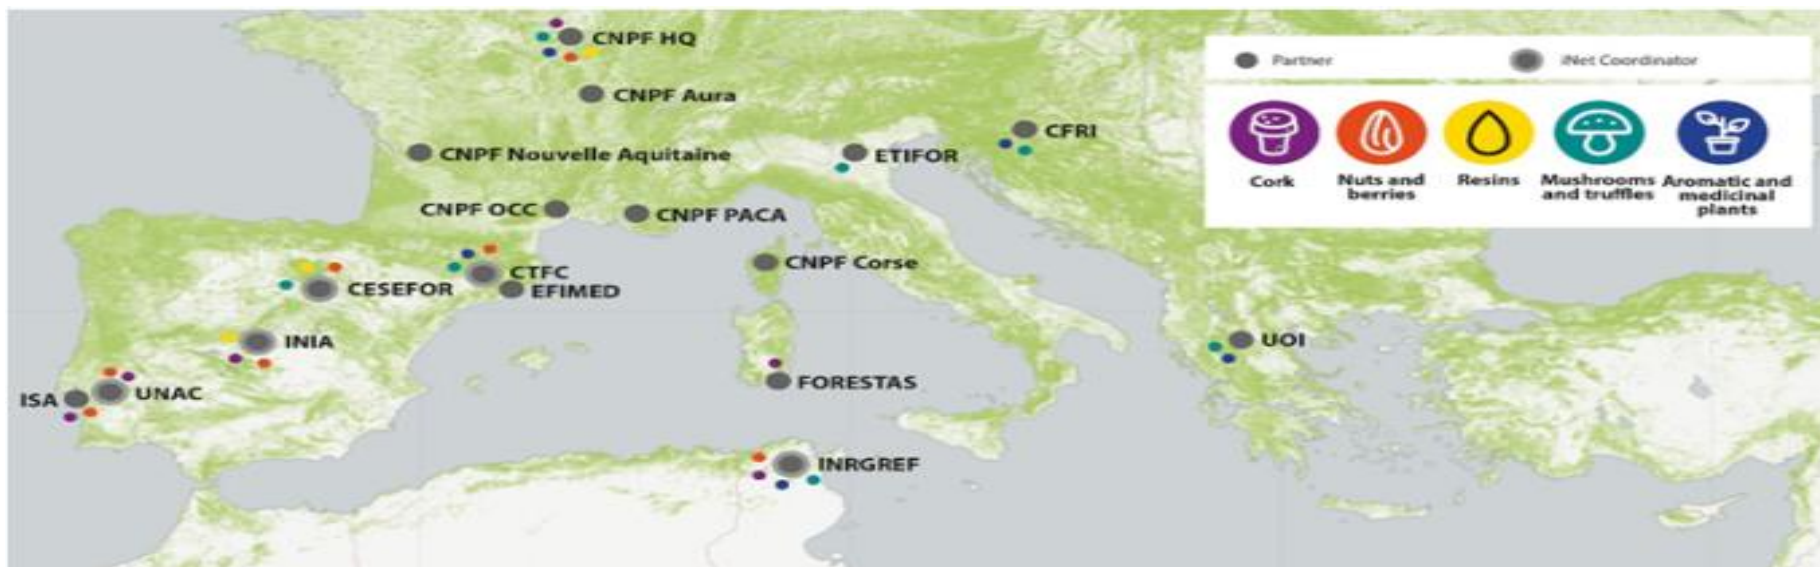 CNPF HQ
CNPF Aura
CNPF Nouvelle Aquitaine
ETIFOR
CFRI
CNPF OCC
CNPF PACA
CNPF Corse
CTFC
EFIMED
CESEFOR
INIA
UOI
FORESTAS
ISA
UNAC
INRGREF
Partner
iNet Coordinator
Cork
Nuts and
berries
Resins
Mushrooms
and truffles
Aromatic and
medicinal
plants